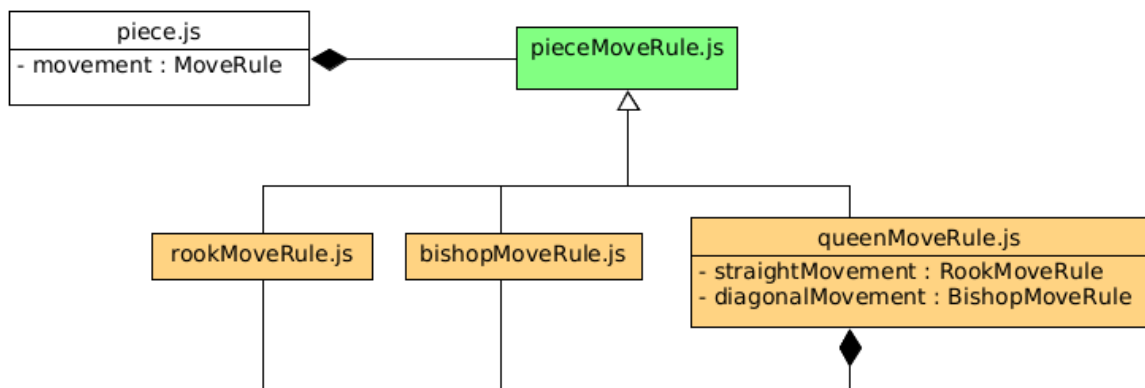 piece.js
- movement : MoveRule
pieceMoveRule.js
rookMoveRule.js
bishopMoveRule.js
queenMoveRule.js
- straightMovement : RookMoveRule
- diagonalMovement : BishopMoveRule